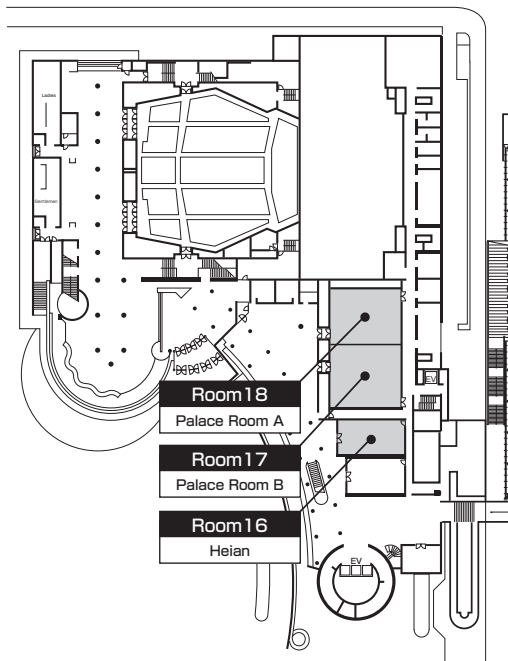 Ladies
Gentlemen
Room18
Palace Room A
EV
Room17
Palace Room B
Room16
Heian
EV